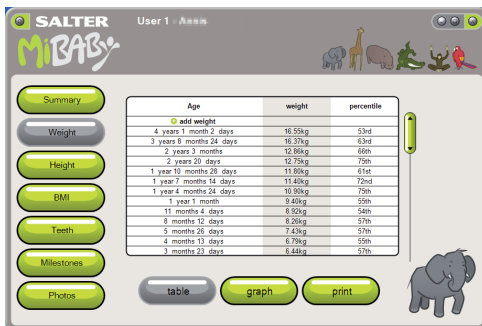 SALTER
User 1 - Annis
MiBABY
Summary
Weight
Height
BMI
Teeth
Milestones
Photos
Age weight percentile
add weight
4 years 1 month 2 days 16.55kg 53rd
3 years 8 months 24 days 16.37kg 63rd
2 years 3 months 12.86kg 66th
2 years 20 days 12.75kg 75th
1 year 10 months 28 days 11.80kg 61st
1 year 7 months 14 days 11.40kg 72nd
1 year 4 months 24 days 10.90kg 75th
1 year 1 month 9.40kg 55th
11 months 4 days 8.92kg 54th
8 months 12 days 8.26kg 57th
5 months 26 days 7.43kg 57th
4 months 13 days 6.79kg 55th
3 months 23 days 6.44kg 57th
table graph print